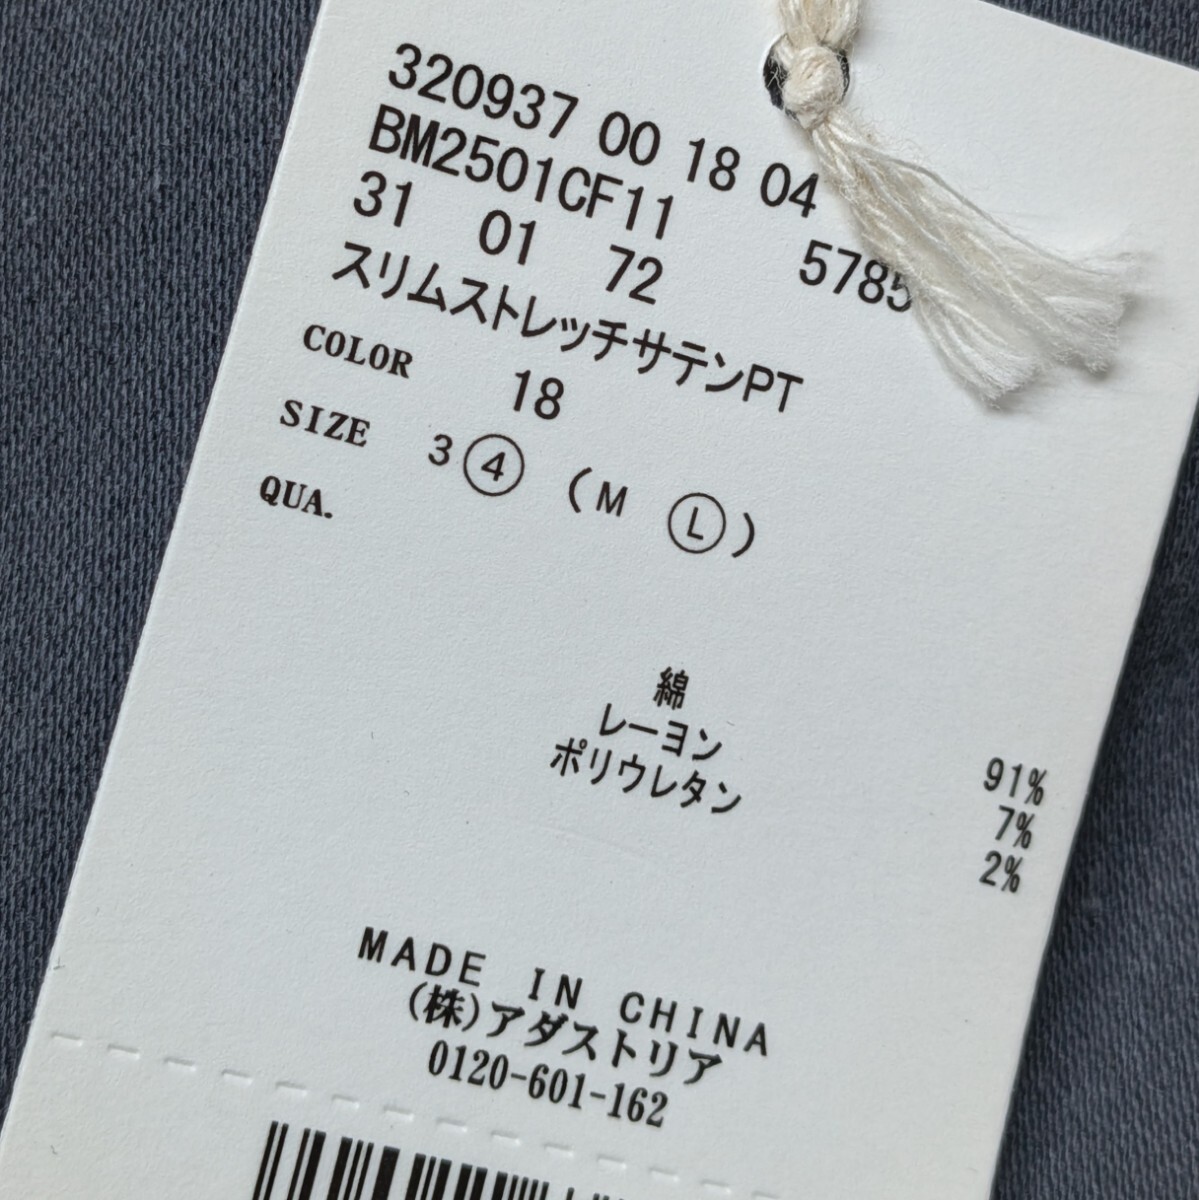 320937 00 18 04
BM2501CF11 5785
31 01 72
スリムストレッチサテンPT
COLOR 18
SIZE 3 ④ (M Ⓛ)
QUA.
綿 91%
レーヨン 7%
ポリウレタン 2%
MADE IN CHINA
(株)アダストリア
0120-601-162